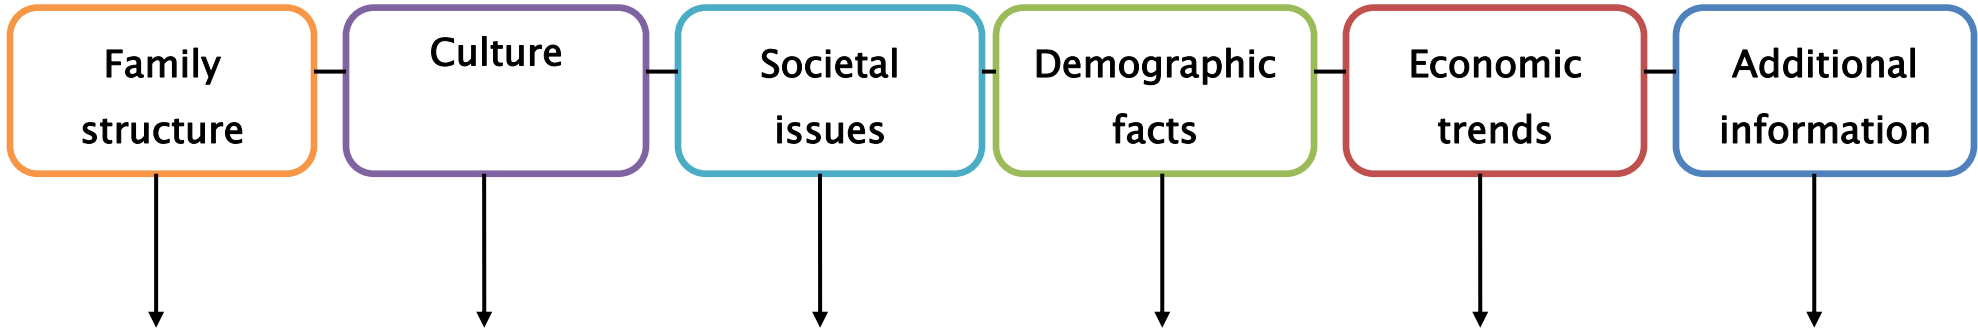 Family
structure
Culture
Societal
issues
Demographic
facts
Economic
trends
Additional
information